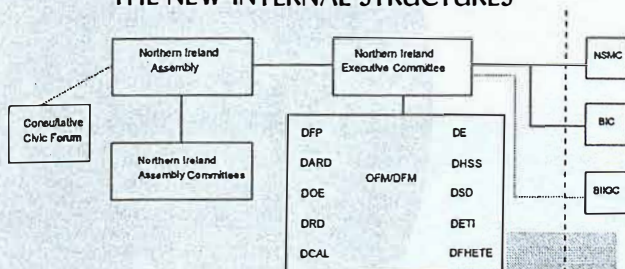 THE NEW INTERNAL STRUCTURES
Northern Ireland
Assembly
Northern Ireland
Executive Committee
NSMC
Consultative
Civic Forum
BIC
Northern Ireland
Assembly Committees
DFP
DE
DARD
DHSS
OFM/DFM
DOE
DSD
BIIGC
DRD
DETI
DCAL
DFHETE